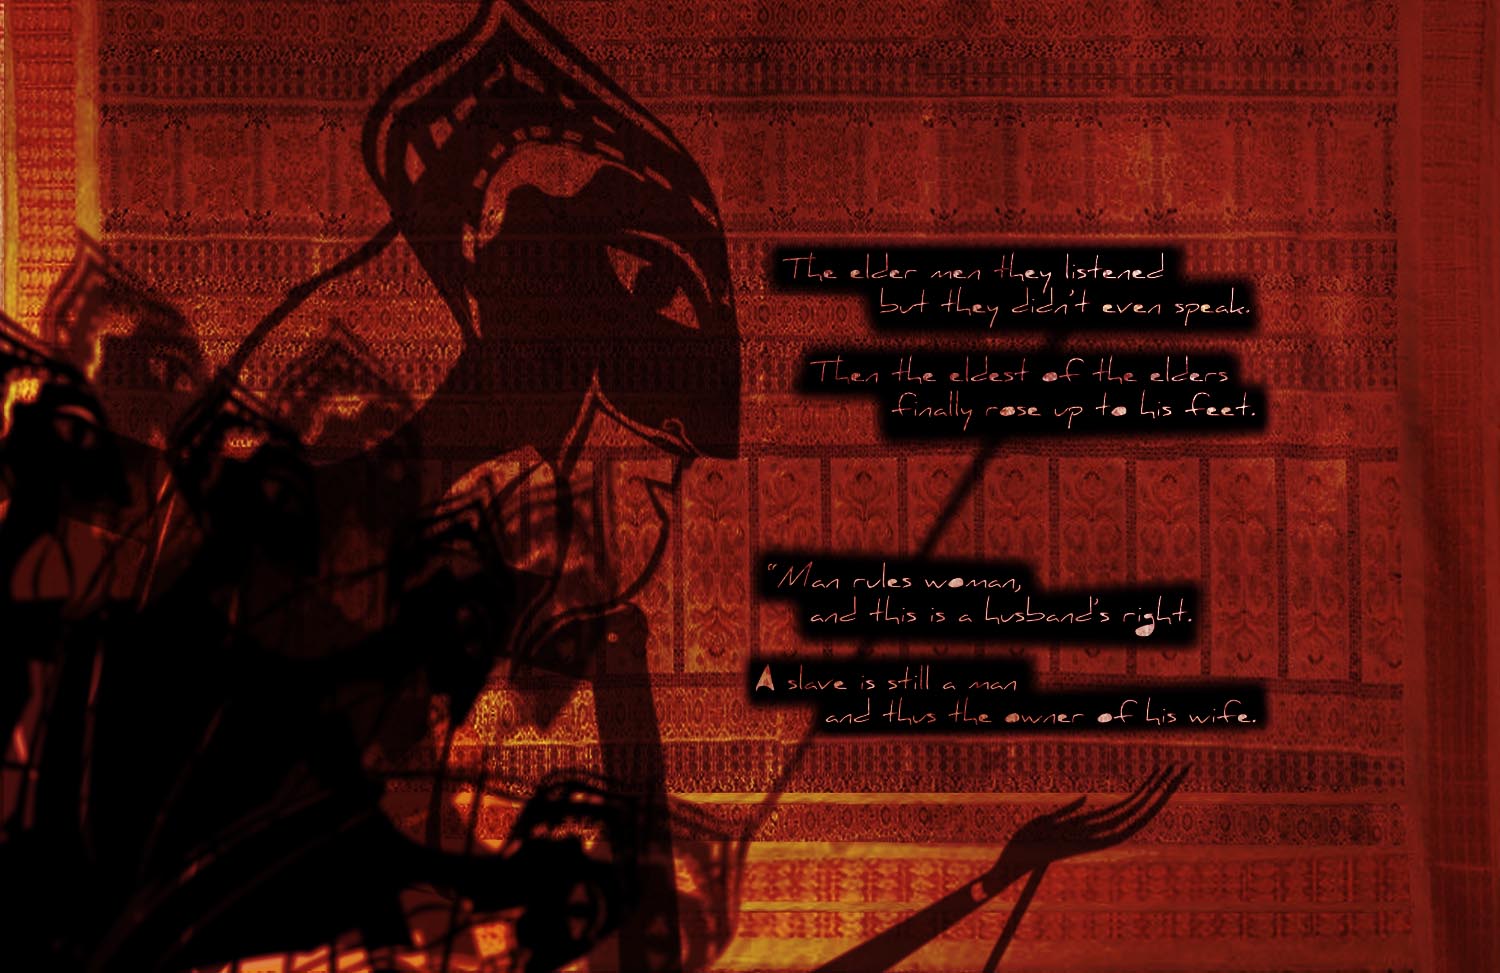 The elder men they listened
but they didn't even speak.
Then the eldest of the elders
finally rose up to his feet.
"Man rules woman,
and this is a husband's right.
A slave is still a man
and thus the owner of his wife.